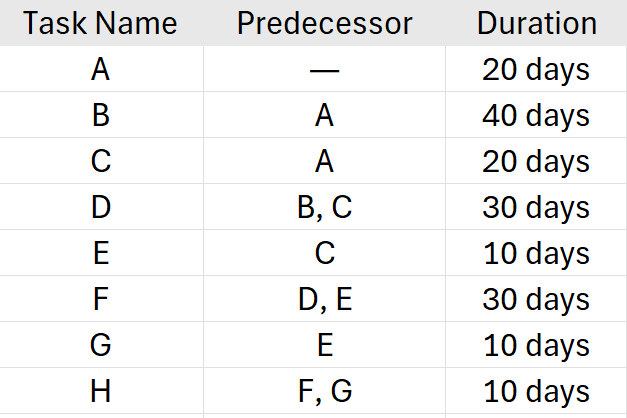 Task Name Predecessor Duration
A — 20 days
B A 40 days
C A 20 days
D B, C 30 days
E C 10 days
F D, E 30 days
G E 10 days
H F, G 10 days